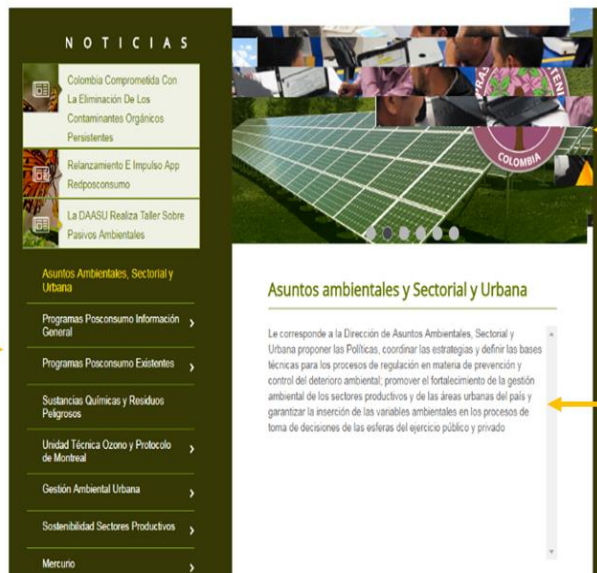 NOTICIAS
Colombia Comprometida Con
La Eliminación De Los
Contaminantes Orgánicos
Persistentes
Relanzamiento E Impulso App
Redposconsumo
La DAASU Realiza Taller Sobre
Pasivos Ambientales
Asuntos Ambientales, Sectorial y
Urbana
Programas Posconsumo Información
General
Programas Posconsumo Existentes
Sustancias Químicas y Residuos
Peligrosos
Unidad Técnica Ozono y Protocolo
de Montreal
Gestión Ambiental Urbana
Sostenibilidad Sectores Productivos
Mercurio
COLOMBIA
Asuntos ambientales y Sectorial y Urbana
Le corresponde a la Dirección de Asuntos Ambientales, Sectorial y
Urbana proponer las Políticas, coordinar las estrategias y definir las bases
técnicas para los procesos de regulación en materia de prevención y
control del deterioro ambiental; promover el fortalecimiento de la gestión
ambiental de los sectores productivos y de las áreas urbanas del país y
garantizar la inserción de las variables ambientales en los procesos de
toma de decisiones de las esferas del ejercicio público y privado